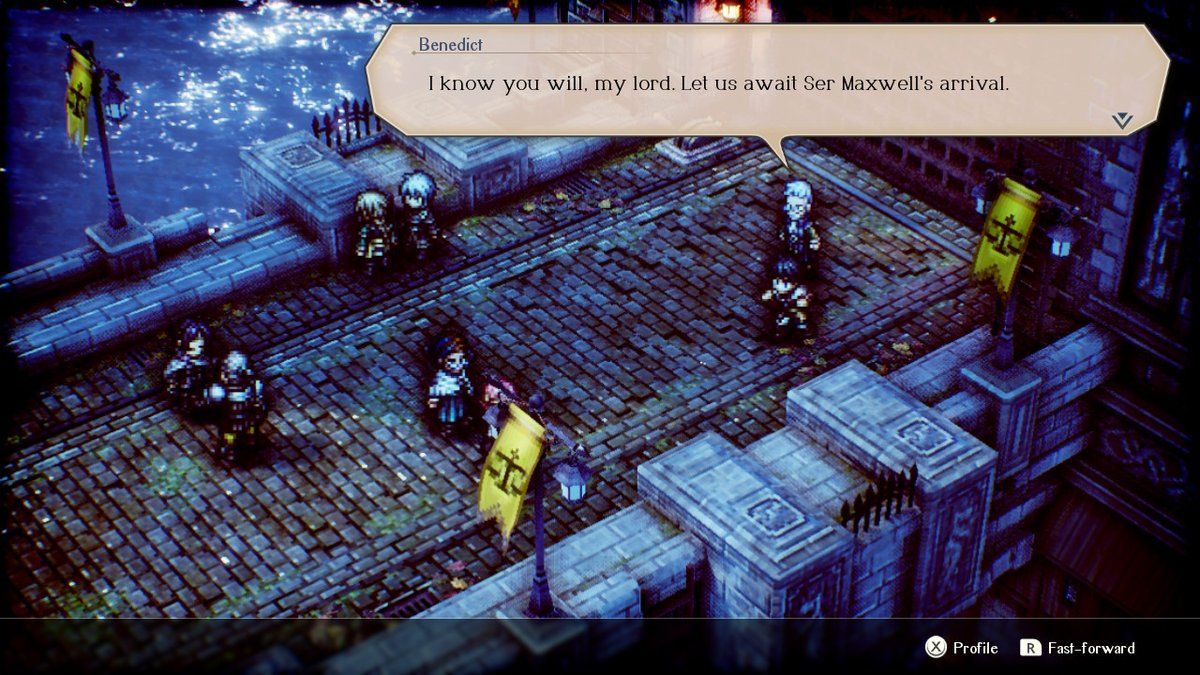 Benedict
I know you will, my lord. Let us await Ser Maxwell's arrival.
X Profile R Fast-forward